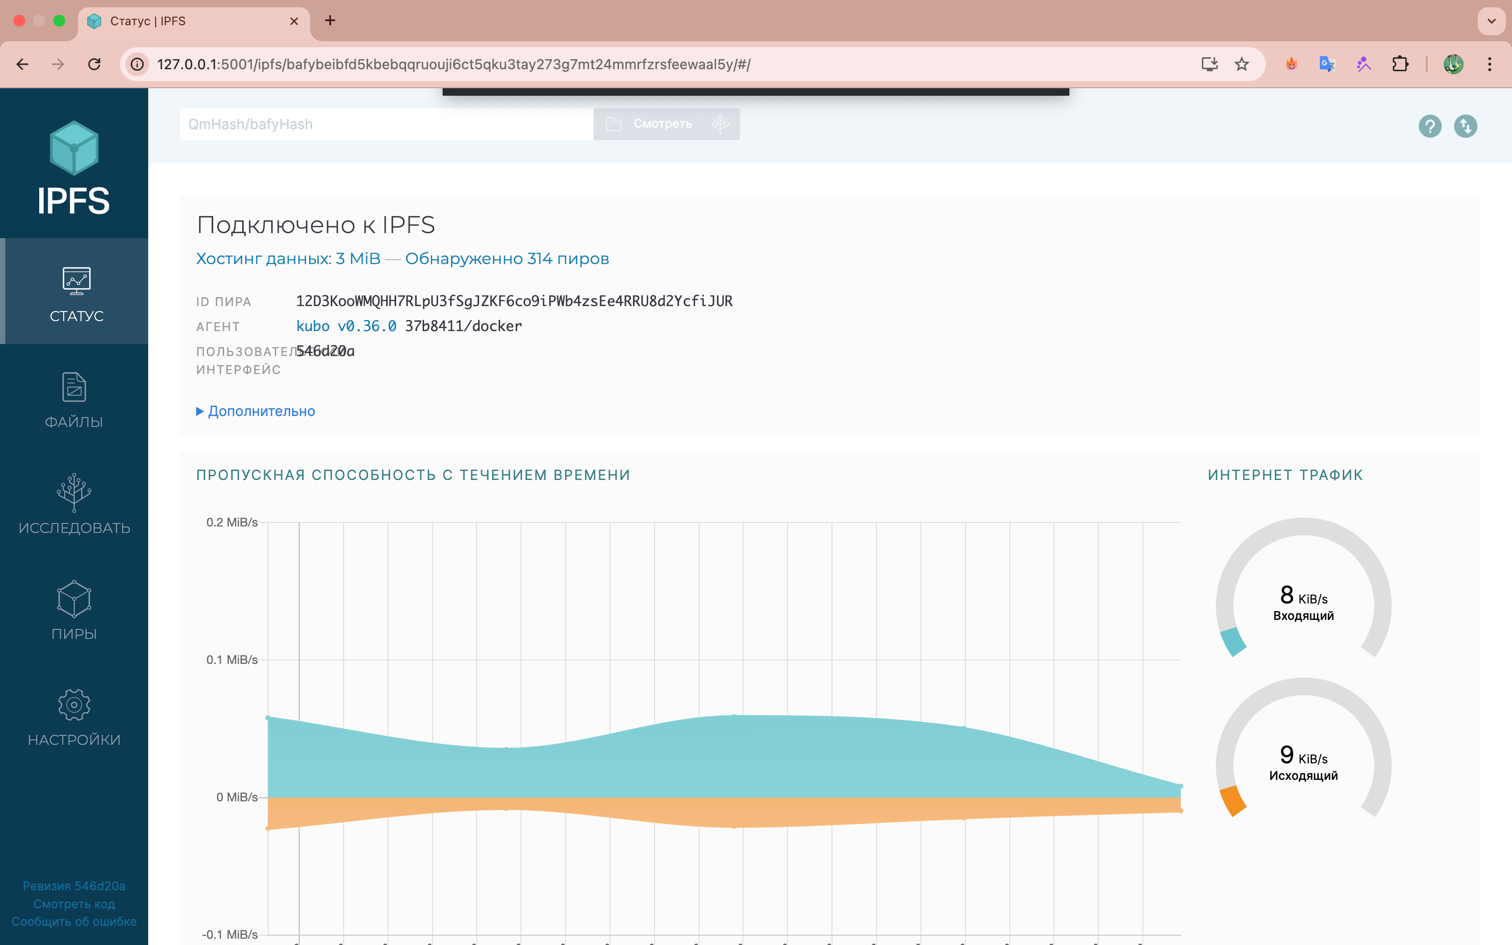 Статус | IPFS
127.0.0.1:5001/ipfs/bafybeibfd5kbebqqruouji6ct5qku3tay273g7mt24mmrfzrsfeewaal5y/#/
IPFS
СТАТУС
ФАЙЛЫ
ИССЛЕДОВАТЬ
ПИРЫ
НАСТРОЙКИ
Ревизия 546d20a
Смотреть код
Сообщить об ошибке
QmHash/bafyHash
Смотреть
Подключено к IPFS
Хостинг данных: 3 MiB — Обнаруженно 314 пиров
ID ПИРА 12D3KooWMQHH7RLpU3fSgJZKF6co9iPWb4zsEe4RRU8d2YcfiJUR
АГЕНТ kubo v0.36.0 37b8411/docker
546d20a
ИНТЕРФЕЙС
Дополнительно
ПРОПУСКНАЯ СПОСОБНОСТЬ С ТЕЧЕНИЕМ ВРЕМЕНИ
0.2 MiB/s
0.1 MiB/s
0 MiB/s
-0.1 MiB/s
ИНТЕРНЕТ ТРАФИК
8 KiB/s
Входящий
9 KiB/s
Исходящий